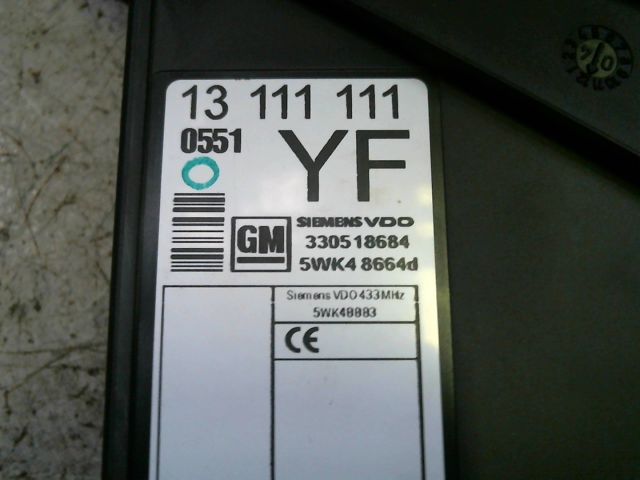 13 111 111
0551
YF
GM
SIEMENS VDO
330518684
5WK4 8664d
Siemens VDO 433MHz
5WK48883
CE